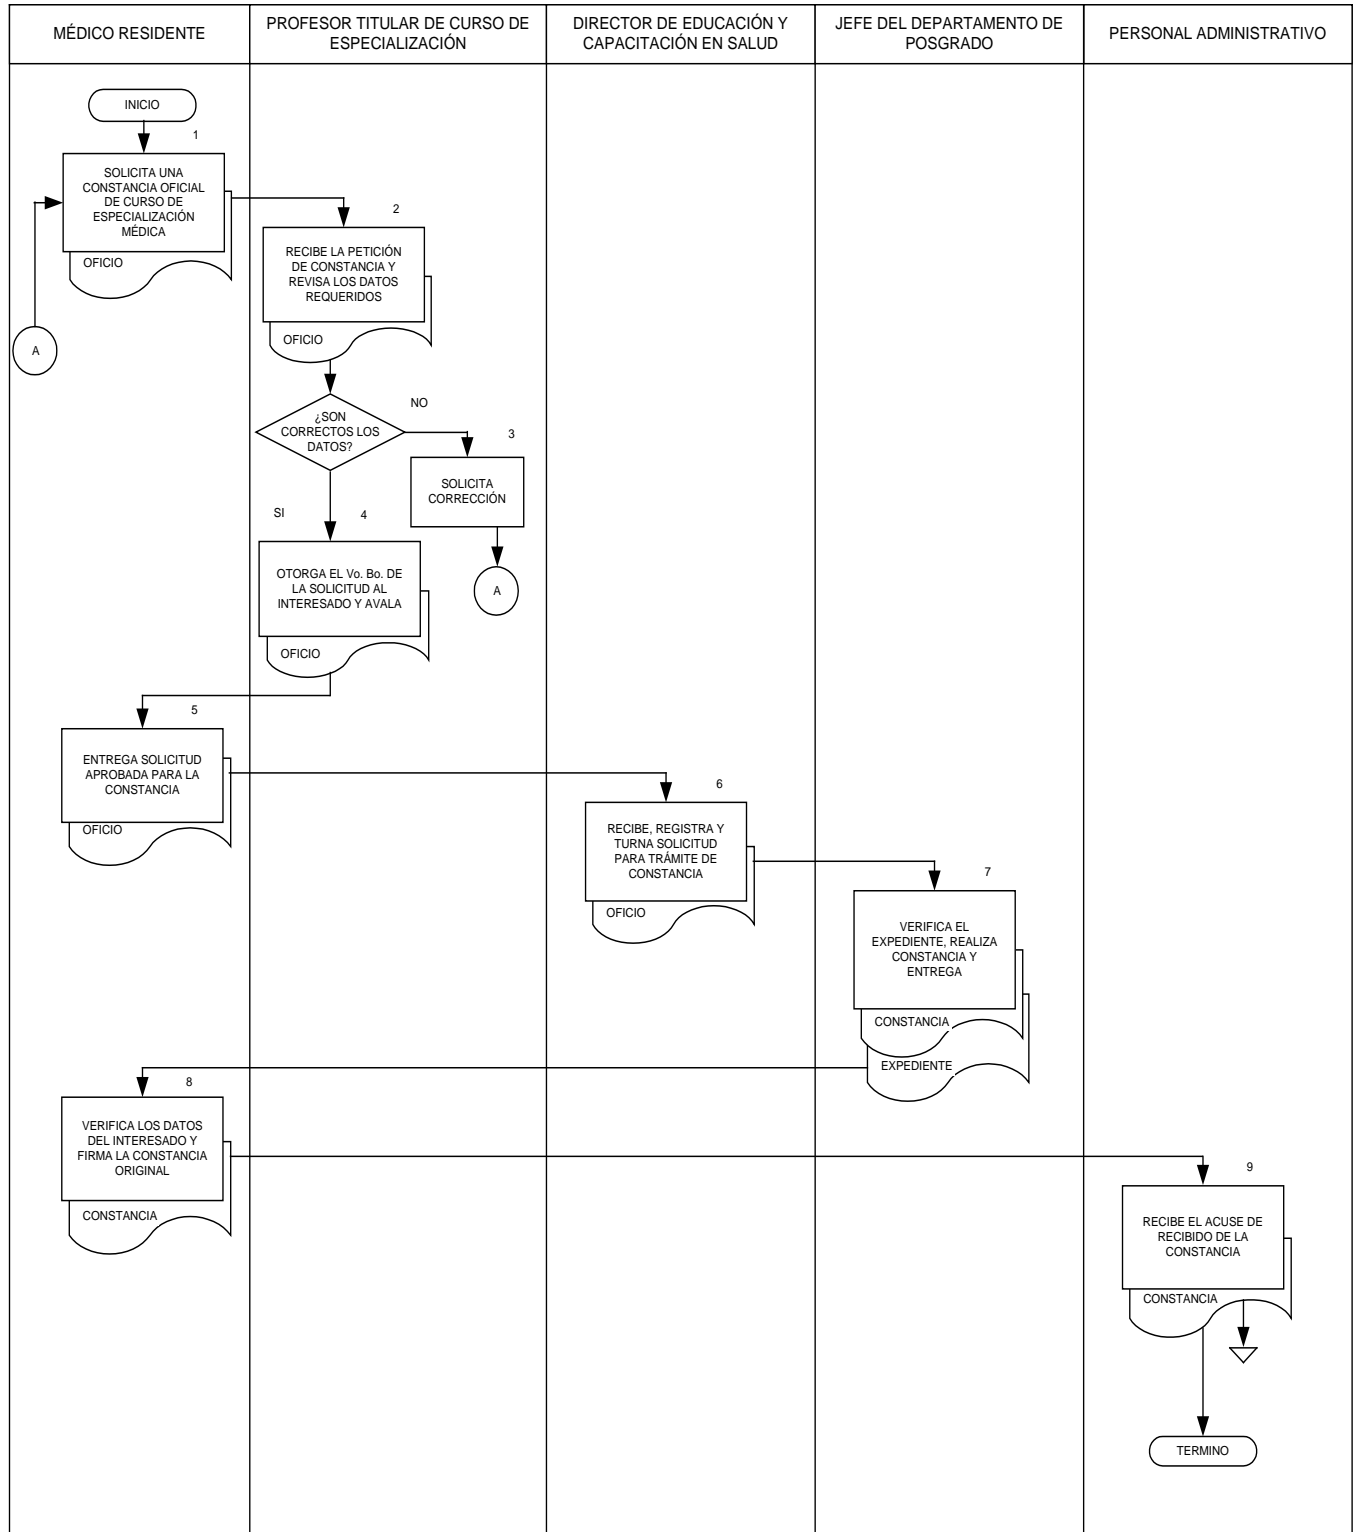 MÉDICO RESIDENTE
PROFESOR TITULAR DE CURSO DE
ESPECIALIZACIÓN
DIRECTOR DE EDUCACIÓN Y
CAPACITACIÓN EN SALUD
JEFE DEL DEPARTAMENTO DE
POSGRADO
PERSONAL ADMINISTRATIVO
INICIO
1
SOLICITA UNA
CONSTANCIA OFICIAL
DE CURSO DE
ESPECIALIZACIÓN
MÉDICA
OFICIO
A
2
RECIBE LA PETICIÓN
DE CONSTANCIA Y
REVISA LOS DATOS
REQUERIDOS
OFICIO
¿SON
CORRECTOS LOS
DATOS?
NO
3
SOLICITA
CORRECCIÓN
A
SI
4
OTORGA EL Vo. Bo. DE
LA SOLICITUD AL
INTERESADO Y AVALA
OFICIO
5
ENTREGA SOLICITUD
APROBADA PARA LA
CONSTANCIA
OFICIO
6
RECIBE, REGISTRA Y
TURNA SOLICITUD
PARA TRÁMITE DE
CONSTANCIA
OFICIO
7
VERIFICA EL
EXPEDIENTE, REALIZA
CONSTANCIA Y
ENTREGA
CONSTANCIA
EXPEDIENTE
8
VERIFICA LOS DATOS
DEL INTERESADO Y
FIRMA LA CONSTANCIA
ORIGINAL
CONSTANCIA
9
RECIBE EL ACUSE DE
RECIBIDO DE LA
CONSTANCIA
CONSTANCIA
TERMINO